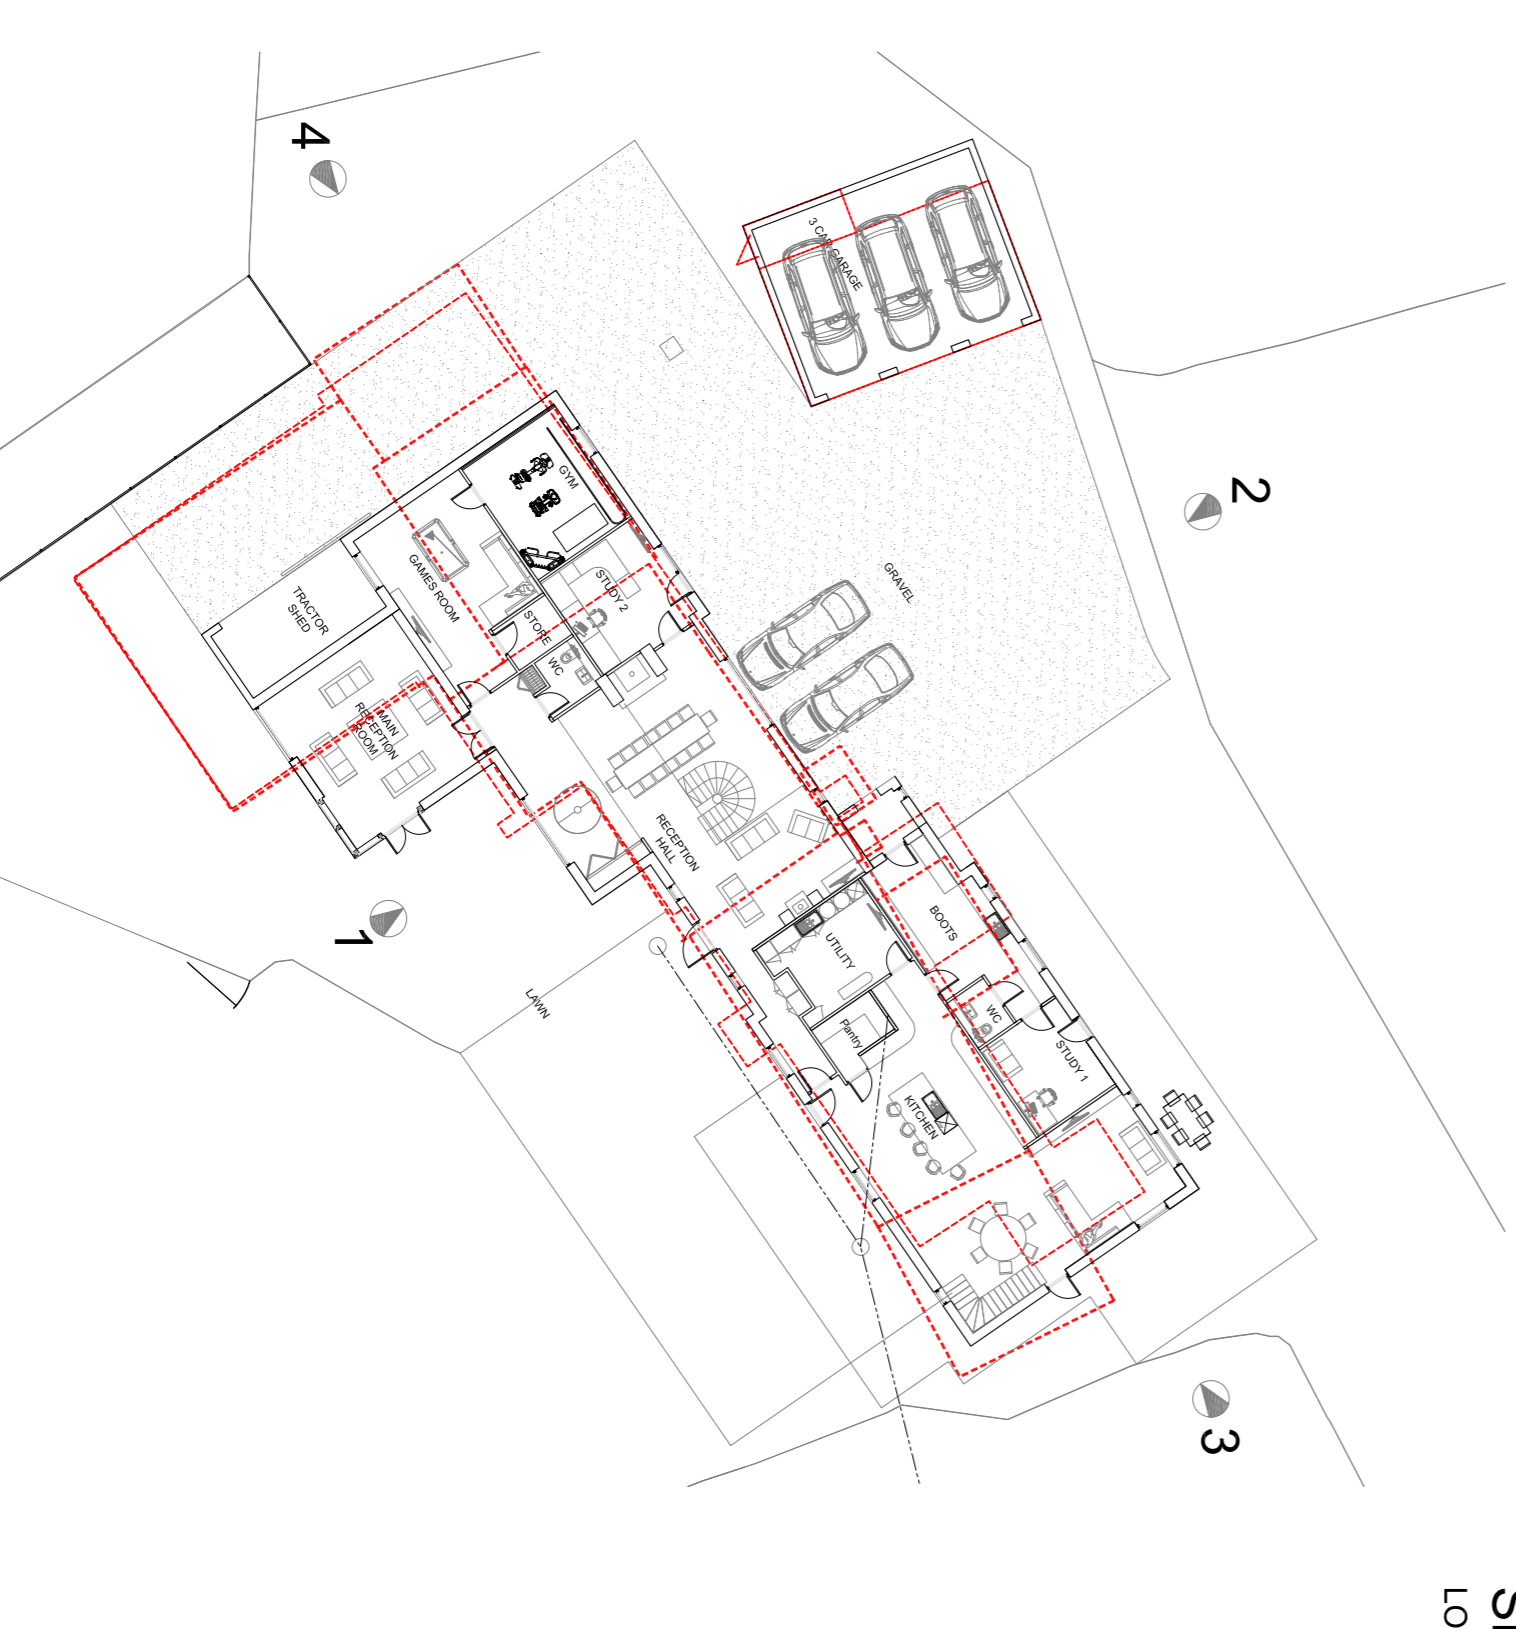 4
2
3 CAR GARAGE
GYM
GRAVEL
GAMES ROOM
STUDY 2
TRACTOR
SHED
STORE
WC
MAIN
RECEPTION
ROOM
RECEPTION
HALL
1
BOOTS
UTILITY
LAWN
WC
Pantry
STUDY 1
KITCHEN
3
LO